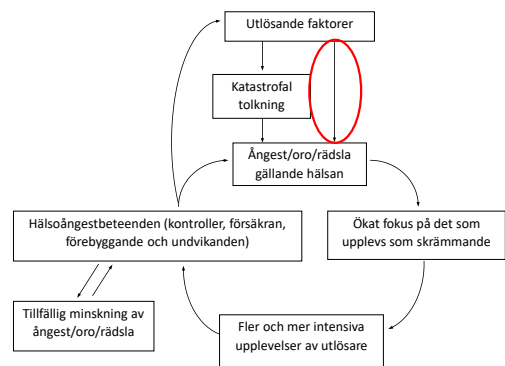 Utlösande faktorer
Katastrofal
tolkning
Ångest/oro/rädsla
gällande hälsan
Hälsoångestbeteenden (kontroller, försäkran,
förebyggande och undvikanden)
Ökat fokus på det som
upplevs som skrämmande
Tillfällig minskning av
ångest/oro/rädsla
Fler och mer intensiva
upplevelser av utlösare